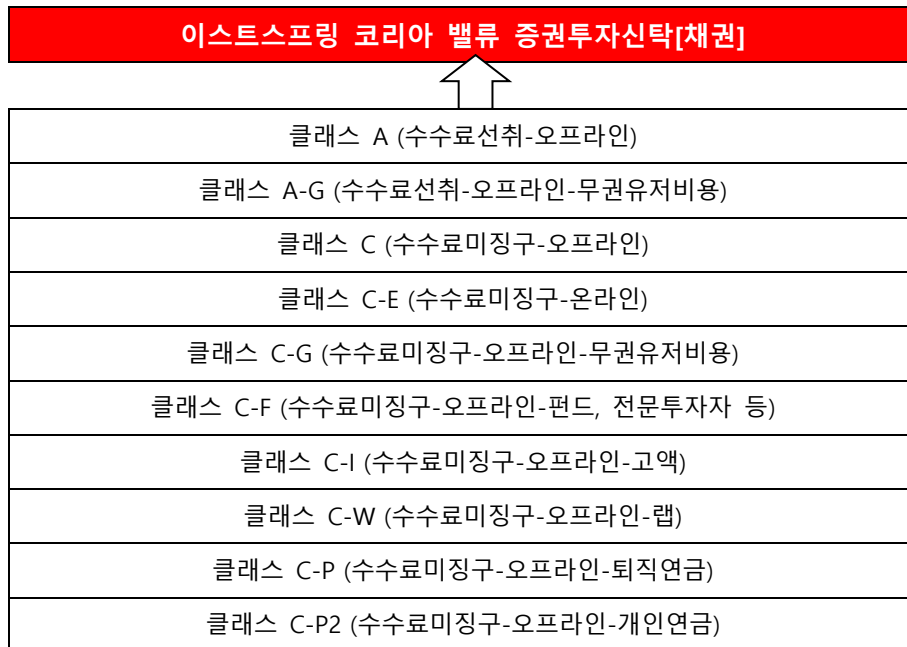 이스트스프링 코리아 밸류 증권투자신탁[채권]
클래스 A (수수료선취-오프라인)
클래스 A-G (수수료선취-오프라인-무권유저비용)
클래스 C (수수료미징구-오프라인)
클래스 C-E (수수료미징구-온라인)
클래스 C-G (수수료미징구-오프라인-무권유저비용)
클래스 C-F (수수료미징구-오프라인-펀드, 전문투자자 등)
클래스 C-I (수수료미징구-오프라인-고액)
클래스 C-W (수수료미징구-오프라인-랩)
클래스 C-P (수수료미징구-오프라인-퇴직연금)
클래스 C-P2 (수수료미징구-오프라인-개인연금)